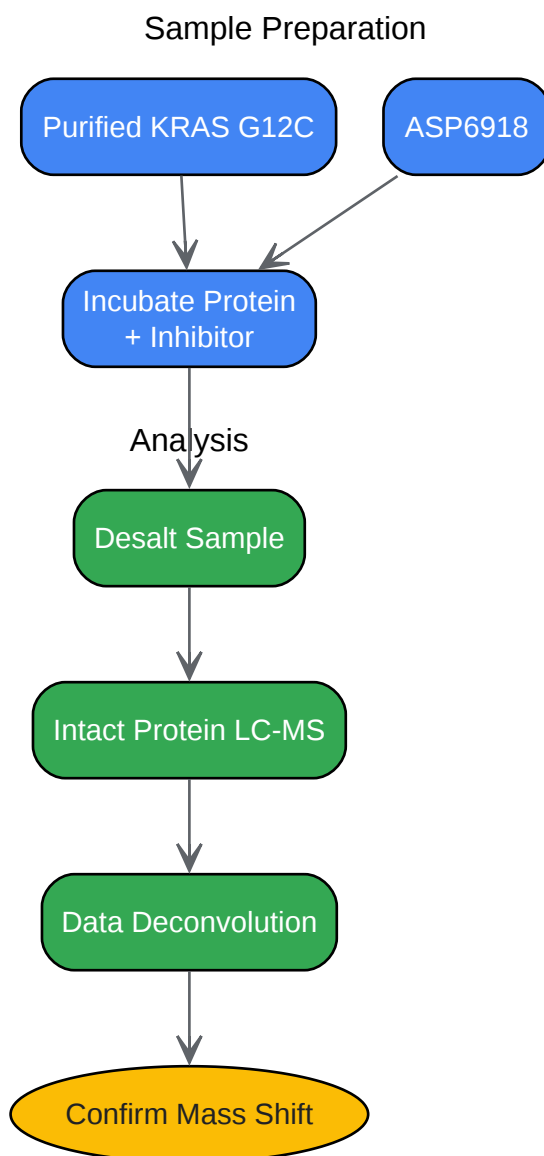 Sample Preparation
Purified KRAS G12C
ASP6918
Incubate Protein
+ Inhibitor
Analysis
Desalt Sample
Intact Protein LC-MS
Data Deconvolution
Confirm Mass Shift